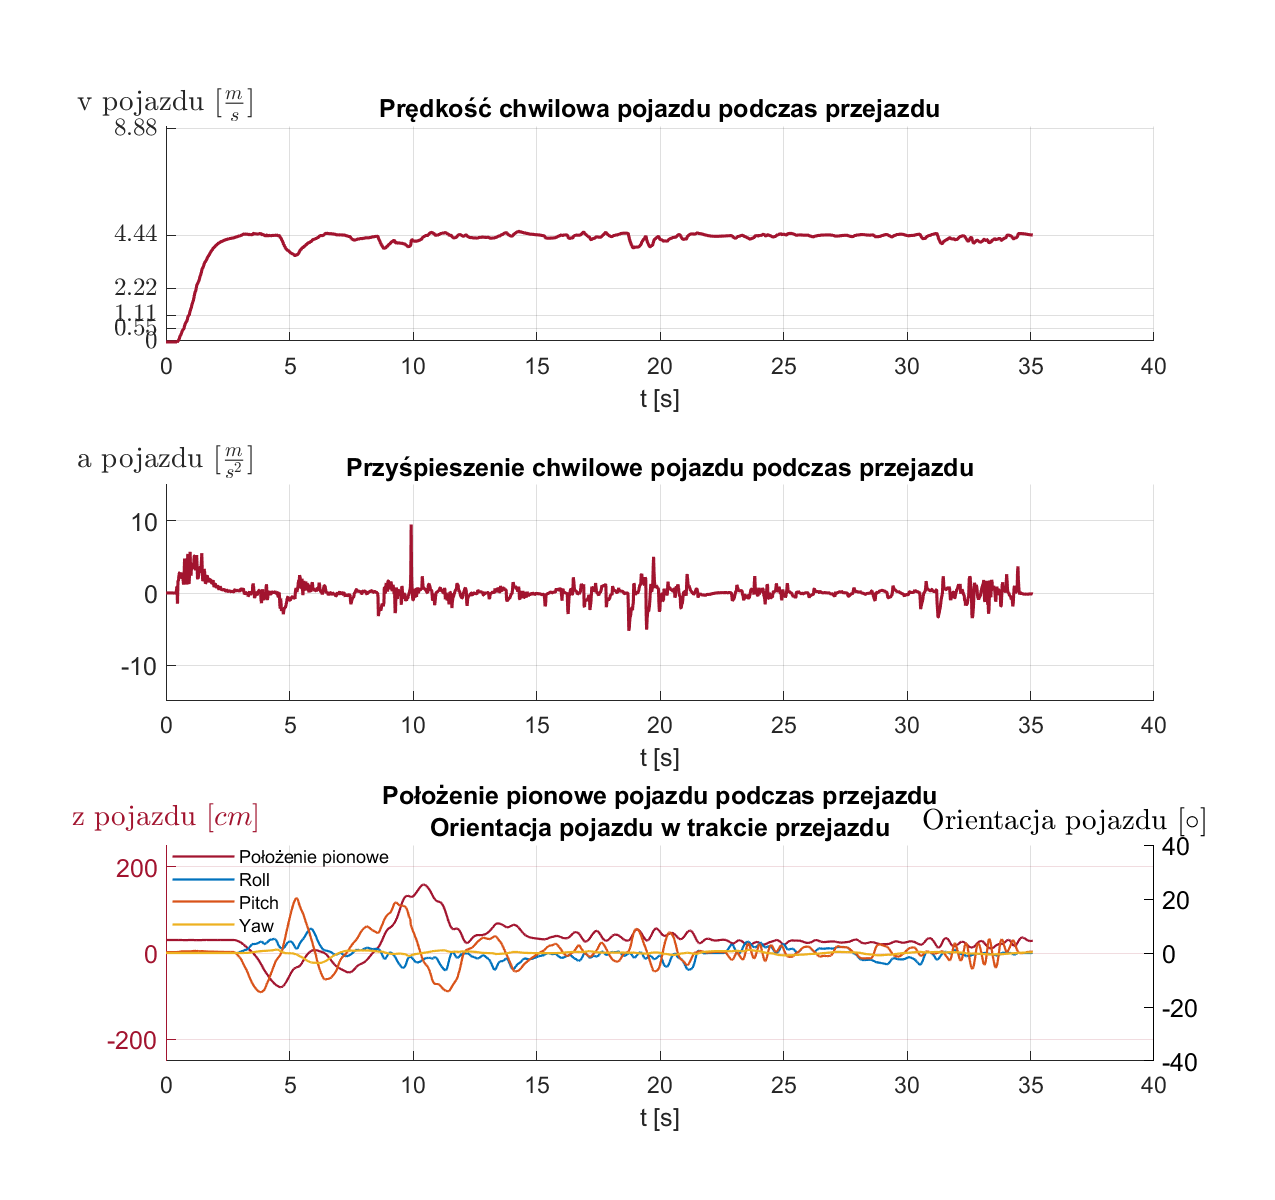 v pojazdu [m/s]
Prędkość chwilowa pojazdu podczas przejazdu
8.88
4.44
2.22
1.11
0.55
0
0 5 10 15 20 25 30 35 40
t [s]
a pojazdu [m/s²]
Przyśpieszenie chwilowe pojazdu podczas przejazdu
10
0
-10
0 5 10 15 20 25 30 35 40
t [s]
Położenie pionowe pojazdu podczas przejazdu
Orientacja pojazdu w trakcie przejazdu
z pojazdu [cm]
Orientacja pojazdu [∘]
200
0
-200
Położenie pionowe
Roll
Pitch
Yaw
40
20
0
-20
-40
0 5 10 15 20 25 30 35 40
t [s]